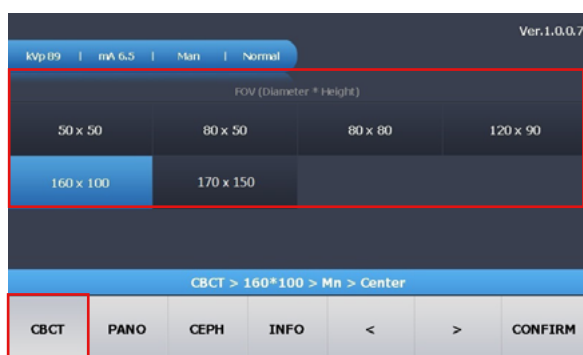 Ver.1.0.0.7
kVp 89 | mA 6.5 | Man | Normal
FOV (Diameter * Height)
50 x 50 80 x 50 80 x 80 120 x 90
160 x 100 170 x 150
CBCT > 160*100 > Mn > Center
CBCT PANO CEPH INFO < > CONFIRM